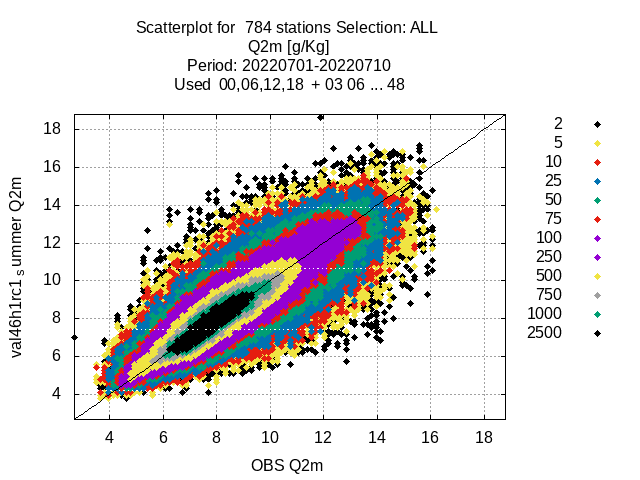 Scatterplot for  784 stations Selection: ALL
Q2m [g/Kg]
Period: 20220701-20220710
Used  00,06,12,18  + 03 06 ... 48
val46h1rc1 summer Q2m
18
16
14
12
10
8
6
4
4 6 8 10 12 14 16 18
OBS Q2m
2
5
10
25
50
75
100
250
500
750
1000
2500